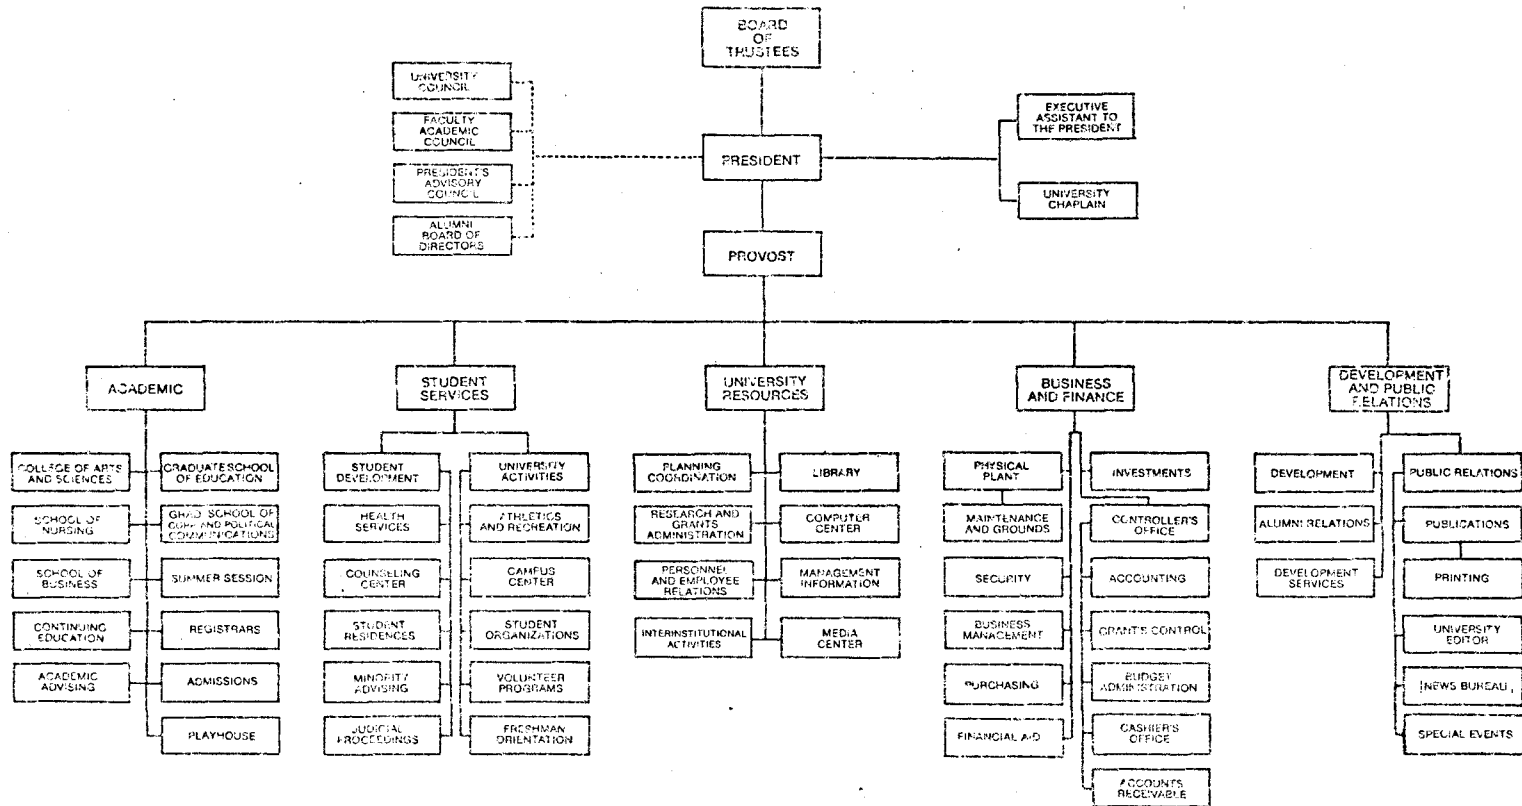 BOARD
OF
TRUSTEES
UNIVERSITY
COUNCIL
FACULTY
ACADEMIC
COUNCIL
PRESIDENT'S
ADVISORY
COUNCIL
ALUMNI
BOARD OF
DIRECTORS
PRESIDENT
EXECUTIVE
ASSISTANT TO
THE PRESIDENT
UNIVERSITY
CHAPLAIN
PROVOST
ACADEMIC
COLLEGE OF ARTS
AND SCIENCES
GRADUATE SCHOOL
OF EDUCATION
SCHOOL OF
NURSING
GRAD. SCHOOL OF
CORP. AND POLITICAL
COMMUNICATIONS
SCHOOL OF
BUSINESS
SUMMER SESSION
CONTINUING
EDUCATION
REGISTRARS
ACADEMIC
ADVISING
ADMISSIONS
PLAYHOUSE
STUDENT
SERVICES
STUDENT
DEVELOPMENT
UNIVERSITY
ACTIVITIES
HEALTH
SERVICES
ATHLETICS
AND RECREATION
COUNSELING
CENTER
CAMPUS
CENTER
STUDENT
RESIDENCES
STUDENT
ORGANIZATIONS
MINORITY
ADVISING
VOLUNTEER
PROGRAMS
JUDICIAL
PROCEEDINGS
FRESHMAN
ORIENTATION
UNIVERSITY
RESOURCES
PLANNING
COORDINATION
LIBRARY
RESEARCH AND
GRANTS
ADMINISTRATION
COMPUTER
CENTER
PERSONNEL
AND EMPLOYEE
RELATIONS
MANAGEMENT
INFORMATION
INTERINSTITUTIONAL
ACTIVITIES
MEDIA
CENTER
BUSINESS
AND FINANCE
PHYSICAL
PLANT
INVESTMENTS
MAINTENANCE
AND GROUNDS
CONTROLLER'S
OFFICE
SECURITY
ACCOUNTING
BUSINESS
MANAGEMENT
GRANTS CONTROL
PURCHASING
BUDGET
ADMINISTRATION
FINANCIAL AID
CASHIER'S
OFFICE
ACCOUNTS
RECEIVABLE
DEVELOPMENT
AND PUBLIC
RELATIONS
DEVELOPMENT
PUBLIC RELATIONS
ALUMNI RELATIONS
PUBLICATIONS
DEVELOPMENT
SERVICES
PRINTING
UNIVERSITY
EDITOR
NEWS BUREAU
SPECIAL EVENTS